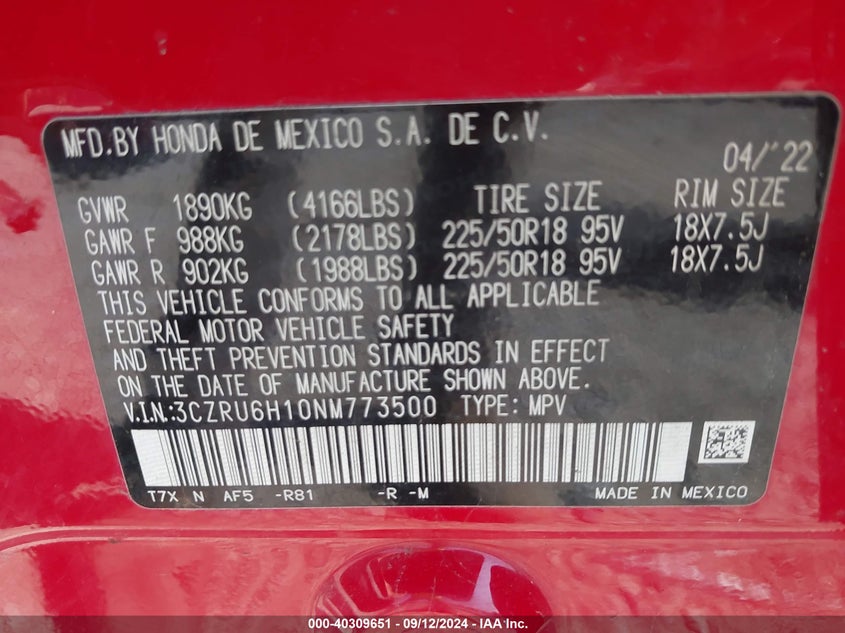 MFD.BY HONDA DE MEXICO S.A. DE C.V.
04/'22
GVWR 1890KG (4166LBS) TIRE SIZE RIM SIZE
GAWR F 988KG (2178LBS) 225/50R18 95V 18X7.5J
GAWR R 902KG (1988LBS) 225/50R18 95V 18X7.5J
THIS VEHICLE CONFORMS TO ALL APPLICABLE
FEDERAL MOTOR VEHICLE SAFETY
AND THEFT PREVENTION STANDARDS IN EFFECT
ON THE DATE OF MANUFACTURE SHOWN ABOVE.
V.I.N.:3CZRU6H10NM773500 TYPE: MPV
T7X N AF5 -R81 -R -M MADE IN MEXICO
000-40309651 - 09/12/2024 - IAA Inc.